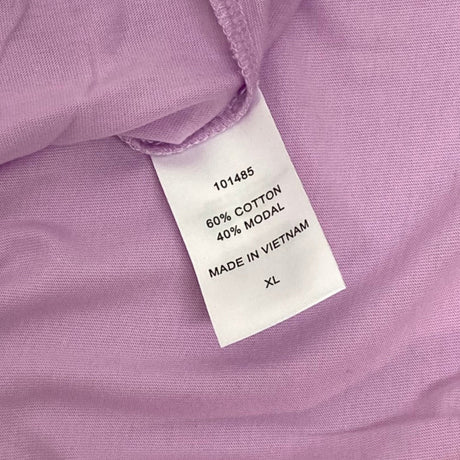 101485
60% COTTON
40% MODAL
MADE IN VIETNAM
XL